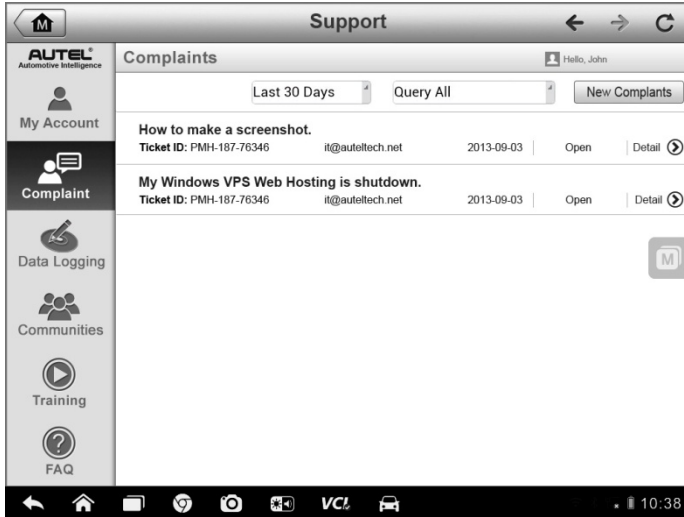 Support
AUTEL®
Automotive Intelligence
Complaints
Hello, John
Last 30 Days
Query All
New Complants
My Account
How to make a screenshot.
Ticket ID: PMH-187-76346 it@auteltech.net 2013-09-03 Open Detail
My Windows VPS Web Hosting is shutdown.
Ticket ID: PMH-187-76346 it@auteltech.net 2013-09-03 Open Detail
Complaint
Data Logging
M
Communities
Training
FAQ
VCI
10:38